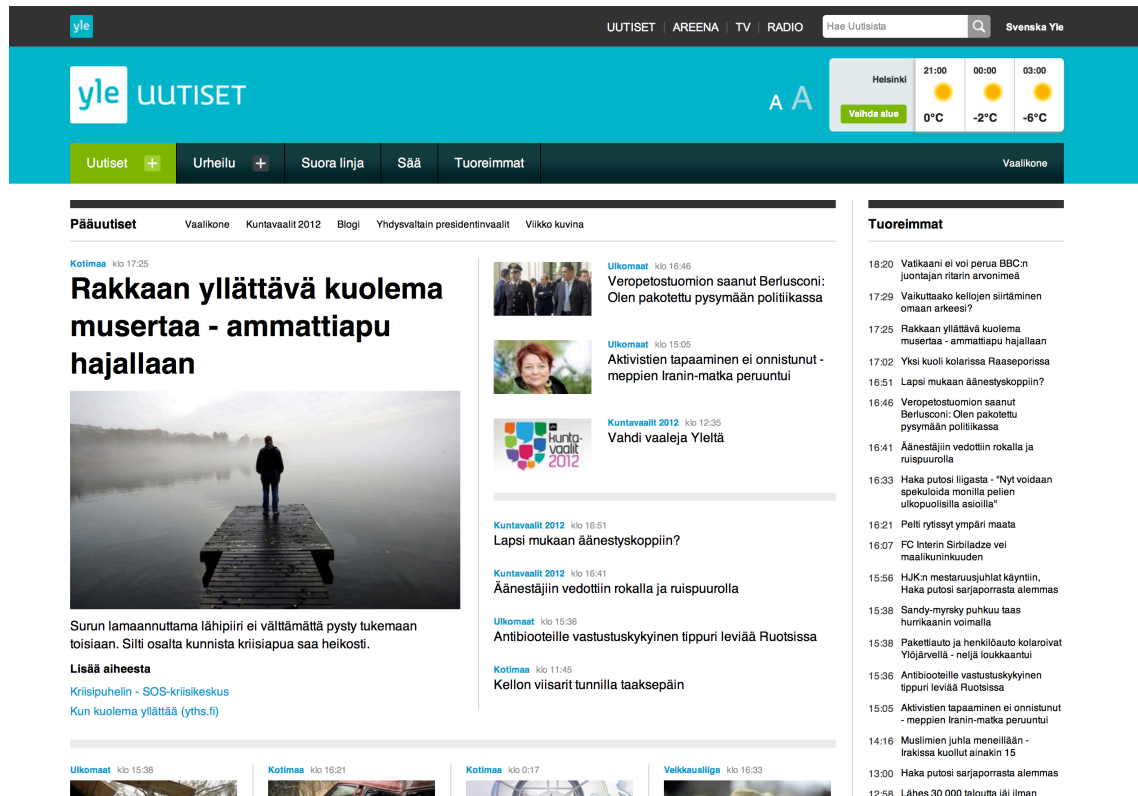 yle
UUTISET
AREENA
TV
RADIO
Hae Uutisista
Svenska Yle
yle UUTISET
A A
Helsinki
Vaihda alue
21:00
0°C
00:00
-2°C
03:00
-6°C
Uutiset +
Urheilu +
Suora linja
Sää
Tuoreimmat
Vaalikone
Pääuutiset
Vaalikone
Kuntavaalit 2012
Blogi
Yhdysvaltain presidentinvaalit
Viikko kuvina
Kotimaa klo 17:25
Rakkaan yllättävä kuolema
musertaa - ammattiapu
hajallaan
Surun lamaannuttama lähipiiri ei välttämättä pysty tukemaan
toisiaan. Silti osalta kunnista kriisiapua saa heikosti.
Lisää aiheesta
Kriisipuhelin - SOS-kriisikeskus
Kun kuolema yllättää (yths.fi)
Ulkomaat klo 16:46
Veropetostuomion saanut Berlusconi:
Olen pakotettu pysymään politiikassa
Ulkomaat klo 15:05
Aktivistien tapaaminen ei onnistunut -
meppien Iranin-matka peruuntui
kunta-
vaalit
2012
Kuntavaalit 2012 klo 12:35
Vahdi vaaleja Yleltä
Kuntavaalit 2012 klo 16:51
Lapsi mukaan äänestyskoppiin?
Kuntavaalit 2012 klo 16:41
Äänestäjiin vedottiin rokalla ja ruispuurolla
Ulkomaat klo 15:36
Antibiooteille vastustuskykyinen tippuri leviää Ruotsissa
Kotimaa klo 11:45
Kellon viisarit tunnilla taaksepäin
Ulkomaat klo 15:38
Kotimaa klo 16:21
Kotimaa klo 0:17
Veikkausliiga klo 16:33
Tuoreimmat
18:20 Vatikaani ei voi perua BBC:n
juontajan ritarin arvonimeä
17:29 Vaikuttaako kellojen siirtäminen
omaan arkeesi?
17:25 Rakkaan yllättävä kuolema
musertaa - ammattiapu hajallaan
17:02 Yksi kuoli kolarissa Raaseporissa
16:51 Lapsi mukaan äänestyskoppiin?
16:46 Veropetostuomion saanut
Berlusconi: Olen pakotettu
pysymään politiikassa
16:41 Äänestäjiin vedottiin rokalla ja
ruispuurolla
16:33 Haka putosi liigasta - "Nyt voidaan
spekuloida monilla pelien
ulkopuolisilla asioilla"
16:21 Pelti rytissyt ympäri maata
16:07 FC Interin Sirbiladze vei
maalikuninkuuden
15:56 HJK:n mestaruusjuhlat käyntiin,
Haka putosi sarjaporrasta alemmas
15:38 Sandy-myrsky puhkuu taas
hurrikaanin voimalla
15:38 Pakettiauto ja henkilöauto kolaroivat
Ylöjärvellä - neljä loukkaantui
15:36 Antibiooteille vastustuskykyinen
tippuri leviää Ruotsissa
15:05 Aktivistien tapaaminen ei onnistunut
- meppien Iranin-matka peruuntui
14:16 Muslimien juhla meneillään -
Irakissa kuollut ainakin 15
13:00 Haka putosi sarjaporrasta alemmas
12:58 Lähes 30 000 taloutta jäi ilman